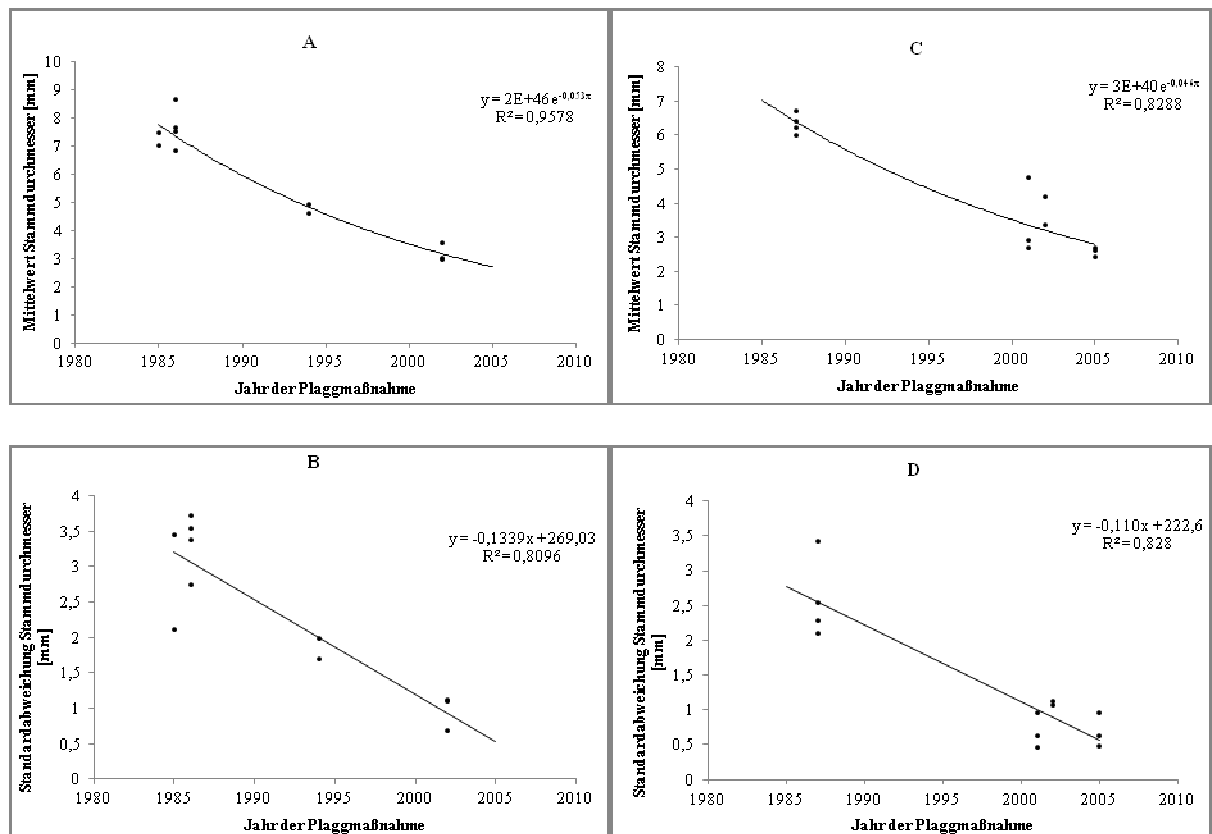 A
Mittelwert Stammdurchmesser [mm]
10
9
8
7
6
5
4
3
2
1
0
1980 1985 1990 1995 2000 2005 2010
Jahr der Plaggmaßnahme
y = 2E+46e^-0,053x
R² = 0,9578
C
Mittelwert Stammdurchmesser [mm]
8
7
6
5
4
3
2
1
0
1980 1985 1990 1995 2000 2005 2010
Jahr der Plaggmaßnahme
y = 3E+40e^-0,046x
R² = 0,8288
B
Standardabweichung Stammdurchmesser
[mm]
4
3,5
3
2,5
2
1,5
1
0,5
0
1980 1985 1990 1995 2000 2005 2010
Jahr der Plaggmaßnahme
y = -0,1339x + 269,03
R² = 0,8096
D
Standardabweichung Stammdurchmesser
[mm]
4
3,5
3
2,5
2
1,5
1
0,5
0
1980 1985 1990 1995 2000 2005 2010
Jahr der Plaggmaßnahme
y = -0,110x + 222,6
R² = 0,828